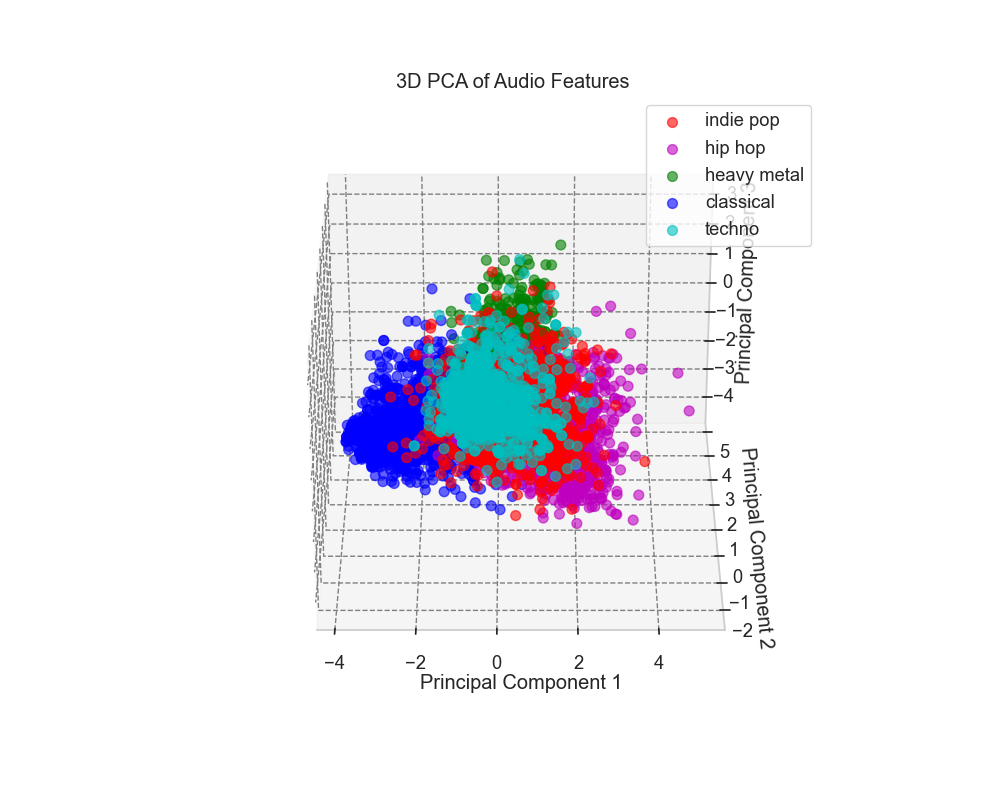 3D PCA of Audio Features
indie pop
hip hop
heavy metal
classical
techno
3
2
1
0
−1
−2
−3
−4
Principal Component 3
5
4
3
2
1
0
−1
−2
Principal Component 2
−4 −2 0 2 4
Principal Component 1